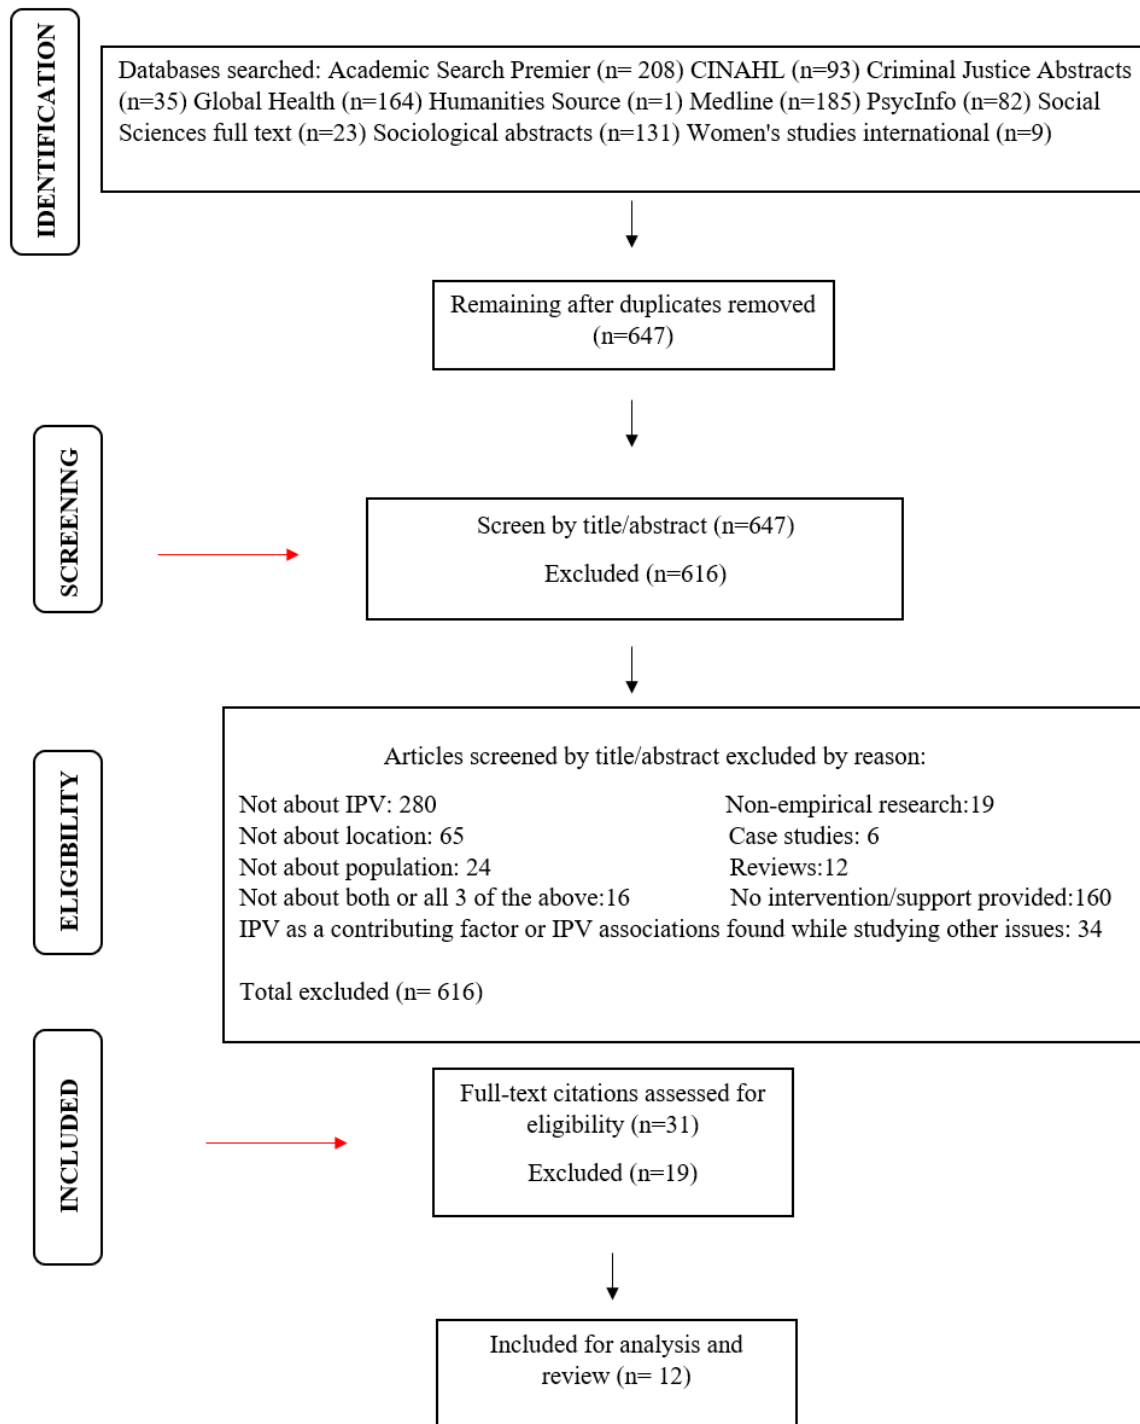 IDENTIFICATION
Databases searched: Academic Search Premier (n= 208) CINAHL (n=93) Criminal Justice Abstracts
(n=35) Global Health (n=164) Humanities Source (n=1) Medline (n=185) PsycInfo (n=82) Social
Sciences full text (n=23) Sociological abstracts (n=131) Women's studies international (n=9)
Remaining after duplicates removed
(n=647)
SCREENING
Screen by title/abstract (n=647)
Excluded (n=616)
ELIGIBILITY
Articles screened by title/abstract excluded by reason:
Not about IPV: 280 Non-empirical research:19
Not about location: 65 Case studies: 6
Not about population: 24 Reviews:12
Not about both or all 3 of the above:16 No intervention/support provided:160
IPV as a contributing factor or IPV associations found while studying other issues: 34
Total excluded (n= 616)
INCLUDED
Full-text citations assessed for
eligibility (n=31)
Excluded (n=19)
Included for analysis and
review (n= 12)